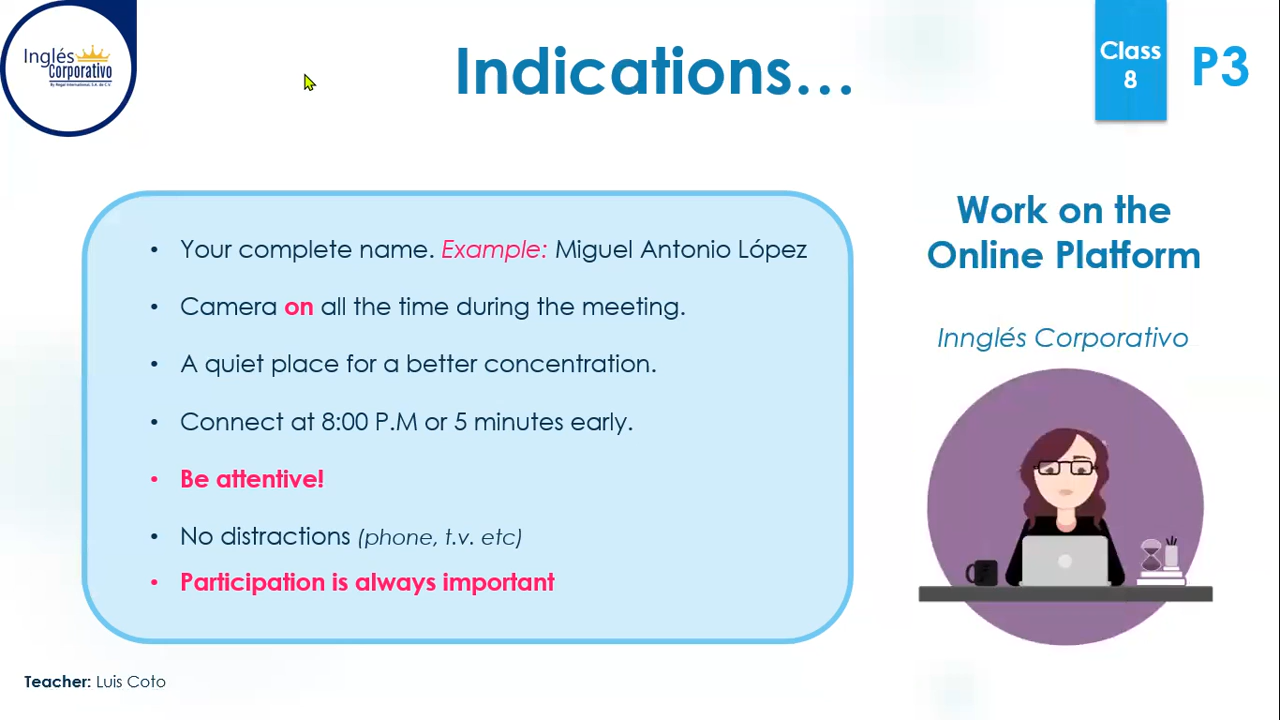 Inglés
Corporativo
By Regal International, S.A. de C.V.
Indications...
Class
8
P3
• Your complete name. Example: Miguel Antonio López
• Camera on all the time during the meeting.
• A quiet place for a better concentration.
• Connect at 8:00 P.M or 5 minutes early.
• Be attentive!
• No distractions (phone, t.v. etc)
• Participation is always important
Work on the
Online Platform
Innglés Corporativo
Teacher: Luis Coto